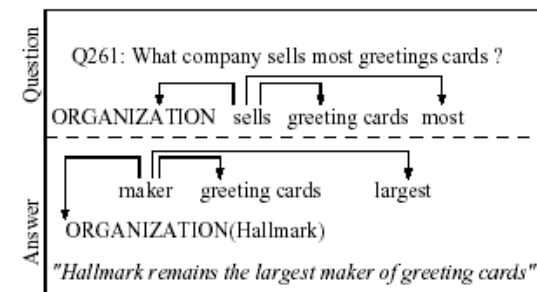 Question
Q261: What company sells most greetings cards ?
ORGANIZATION sells greeting cards most
Answer
maker greeting cards largest
ORGANIZATION(Hallmark)
"Hallmark remains the largest maker of greeting cards"